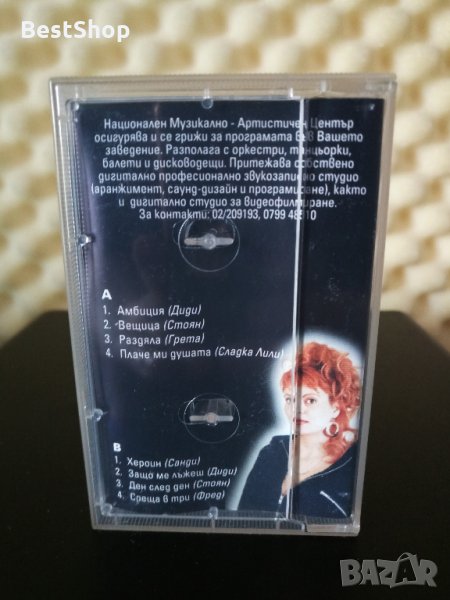 BestShop
Национален Музикално - Артистичен Център
осигурява и се грижи за програмата във Вашето
заведение. Разполага с оркестри, танцьорки,
балети и дисководещи. Притежава собствено
дигитално професионално звукозаписно студио
(аранжимент, саунд-дизайн и програмиране), както
и дигитално студио за видеофилмиране.
За контакти: 02/209193, 0799
A
1. Амбиция (Диди)
2. Вещица (Стоян)
3. Раздяла (Грета)
4. Плаче ми душата (Сладка Лили)
B
1. Хероин (Санди)
2. Защо ме лъжеш (Диди)
3. Ден след ден (Стоян)
4. Среща в три (Фред)
BAZAR